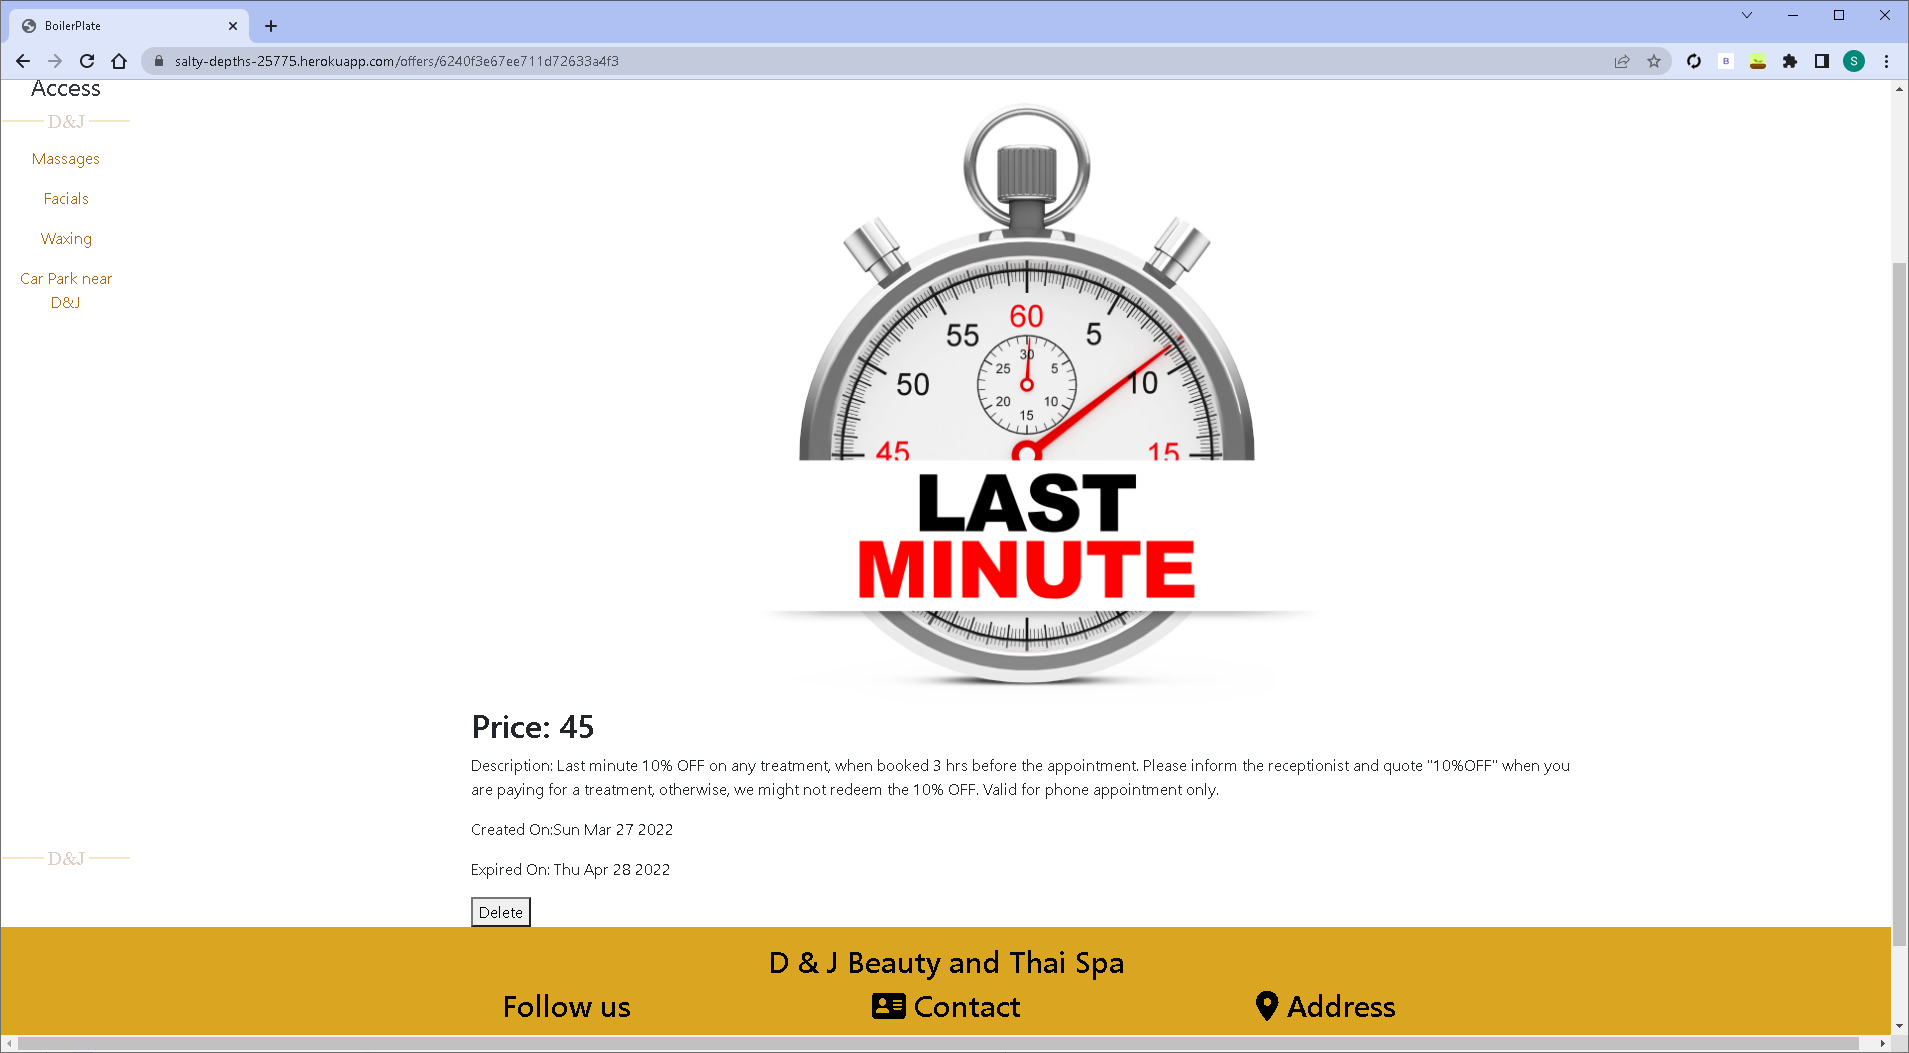 BoilerPlate
salty-depths-25775.herokuapp.com/offers/6240f3e67ee711d72633a4f3
B
S
Access
D&J
Massages
Facials
Waxing
Car Park near
D&J
60
55
5
50
10
45
15
30
25
5
20
10
15
LAST
MINUTE
Price: 45
Description: Last minute 10% OFF on any treatment, when booked 3 hrs before the appointment. Please inform the receptionist and quote "10%OFF" when you
are paying for a treatment, otherwise, we might not redeem the 10% OFF. Valid for phone appointment only.
Created On:Sun Mar 27 2022
D&J
Expired On: Thu Apr 28 2022
Delete
D & J Beauty and Thai Spa
Follow us
Contact
Address